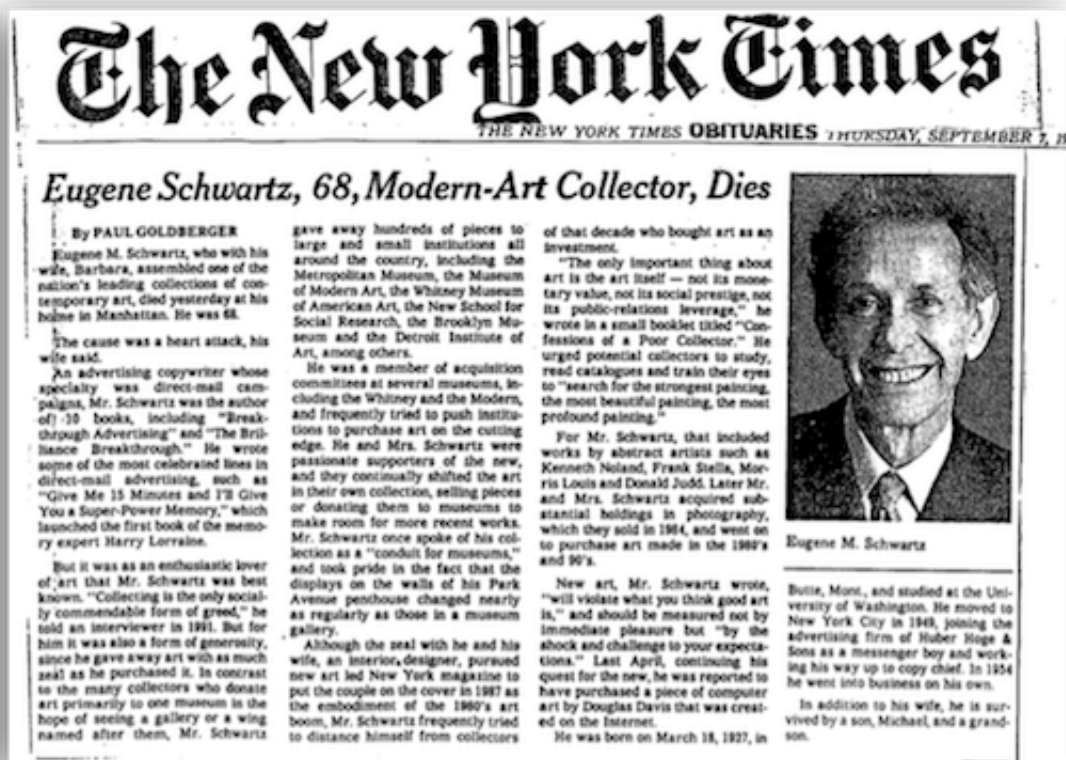 The New York Times
THE NEW YORK TIMES OBITUARIES THURSDAY, SEPTEMBER 7, 19
Eugene Schwartz, 68, Modern-Art Collector, Dies
By PAUL GOLDBERGER
Eugene M. Schwartz, who with his
wife, Barbara, assembled one of the
nation's leading collections of con-
temporary art, died yesterday at his
home in Manhattan. He was 68.
The cause was a heart attack, his
wife said.
An advertising copywriter whose
specialty was direct-mail cam-
paigns, Mr. Schwartz was the author
of 10 books, including "Break-
through Advertising" and "The Bril-
liance Breakthrough." He wrote
some of the most celebrated lines in
direct-mail advertising, such as
"Give Me 15 Minutes and I'll Give
You a Super-Power Memory," which
launched the first book of the memo-
ry expert Harry Lorraine.
But it was as an enthusiastic lover
of art that Mr. Schwartz was best
known. "Collecting is the only social-
ly commendable form of greed," he
told an interviewer in 1991. But for
him it was also a form of generosity,
since he gave away art with as much
zeal as he purchased it. In contrast
to the many collectors who donate
art primarily to one museum in the
hope of seeing a gallery or a wing
named after them, Mr. Schwartz
gave away hundreds of pieces to
large and small institutions all
around the country, including the
Metropolitan Museum, the Museum
of Modern Art, the Whitney Museum
of American Art, the New School for
Social Research, the Brooklyn Mu-
seum and the Detroit Institute of
Art, among others.
He was a member of acquisition
committees at several museums, in-
cluding the Whitney and the Modern,
and frequently tried to push institu-
tions to purchase art on the cutting
edge. He and Mrs. Schwartz were
passionate supporters of the new,
and they continually shifted the art
in their own collection, selling pieces
or donating them to museums to
make room for more recent works.
Mr. Schwartz once spoke of his col-
lection as a "conduit for museums,"
and took pride in the fact that the
displays on the walls of his Park
Avenue penthouse changed nearly
as regularly as those in a museum
gallery.
Although the zeal with he and his
wife, an interior designer, pursued
new art led New York magazine to
put the couple on the cover in 1987 as
the embodiment of the 1980's art
boom, Mr. Schwartz frequently tried
to distance himself from collectors
of that decade who bought art as an
investment.
"The only important thing about
art is the art itself — not its mone-
tary value, not its social prestige, not
its public-relations leverage," he
wrote in a small booklet titled "Con-
fessions of a Poor Collector." He
urged potential collectors to study,
read catalogues and train their eyes
to "search for the strongest painting,
the most beautiful painting, the most
profound painting."
For Mr. Schwartz, that included
works by abstract artists such as
Kenneth Noland, Frank Stella, Mor-
ris Louis and Donald Judd. Later Mr.
and Mrs. Schwartz acquired sub-
stantial holdings in photography,
which they sold in 1984, and went on
to purchase art made in the 1980's
and 90's.
New art, Mr. Schwartz wrote,
"will violate what you think good art
is," and should be measured not by
immediate pleasure but "by the
shock and challenge to your expecta-
tions." Last April, continuing his
quest for the new, he was reported to
have purchased a piece of computer
art by Douglas Davis that was creat-
ed on the Internet.
He was born on March 18, 1927, in
Eugene M. Schwartz
Butte, Mont., and studied at the Uni-
versity of Washington. He moved to
New York City in 1949, joining the
advertising firm of Huber Hoge &
Sons as a messenger boy and work-
ing his way up to copy chief. In 1954
he went into business on his own.
In addition to his wife, he is sur-
vived by a son, Michael, and a grand-
son.